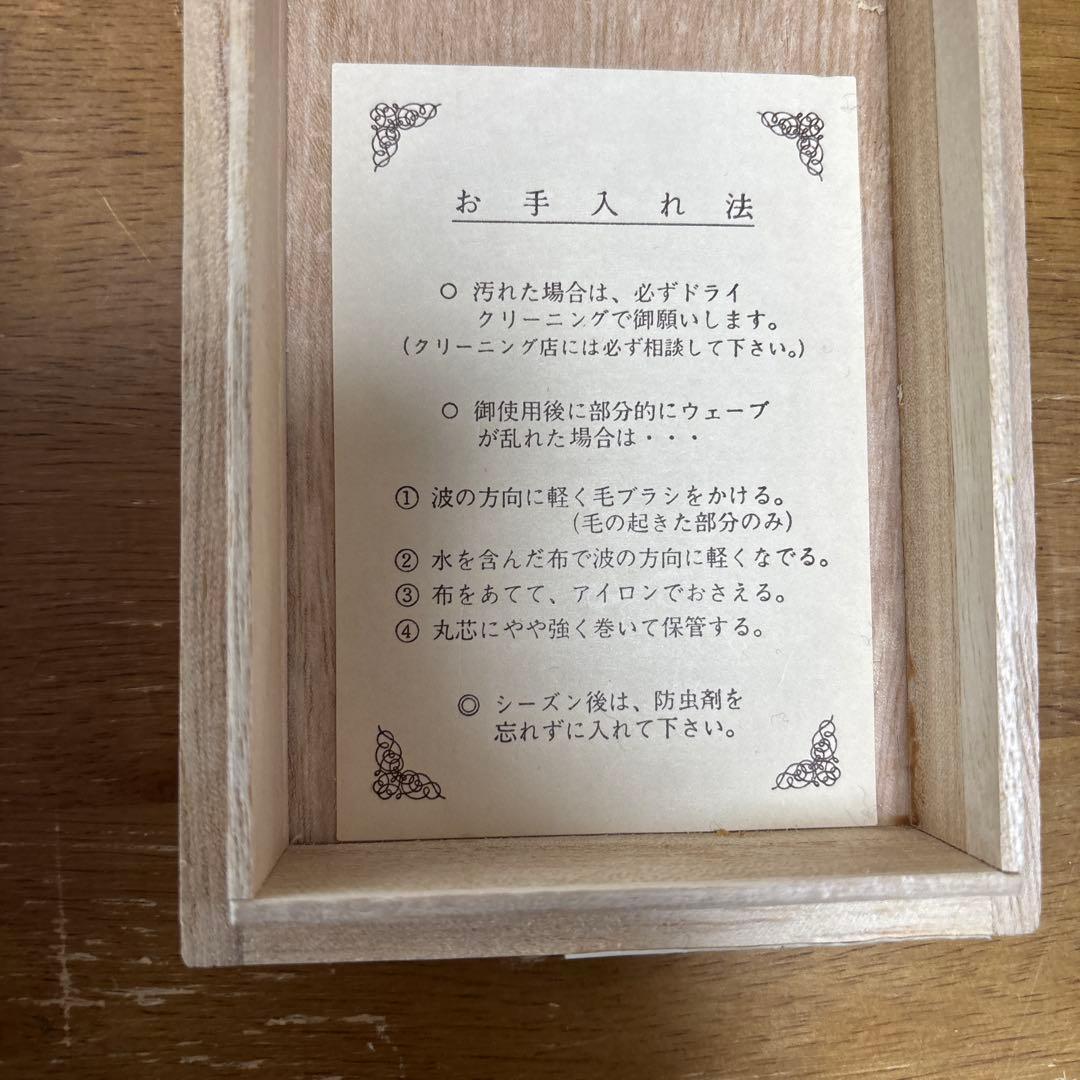 お手入れ法
○ 汚れた場合は、必ずドライ
クリーニングで御願いします。
(クリーニング店には必ず相談して下さい。)
○ 御使用後に部分的にウェーブ
が乱れた場合は・・・
① 波の方向に軽く毛ブラシをかける。
(毛の起きた部分のみ)
② 水を含んだ布で波の方向に軽くなでる。
③ 布をあてて、アイロンでおさえる。
④ 丸芯にやや強く巻いて保管する。
◎ シーズン後は、防虫剤を
忘れずに入れて下さい。